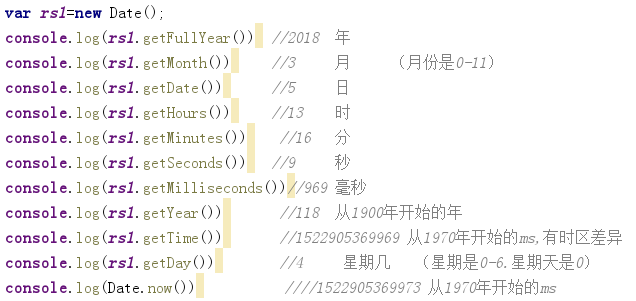 var rs1=new Date();
console.log(rs1.getFullYear()) //2018 年
console.log(rs1.getMonth()) //3 月 （月份是0-11）
console.log(rs1.getDate()) //5 日
console.log(rs1.getHours()) //13 时
console.log(rs1.getMinutes()) //16 分
console.log(rs1.getSeconds()) //9 秒
console.log(rs1.getMilliseconds())//969 毫秒
console.log(rs1.getYear()) //118 从1900年开始的年
console.log(rs1.getTime()) //1522905369969 从1970年开始的ms,有时区差异
console.log(rs1.getDay()) //4 星期几 （星期是0-6.星期天是0）
console.log(Date.now()) ////1522905369973 从1970年开始的ms